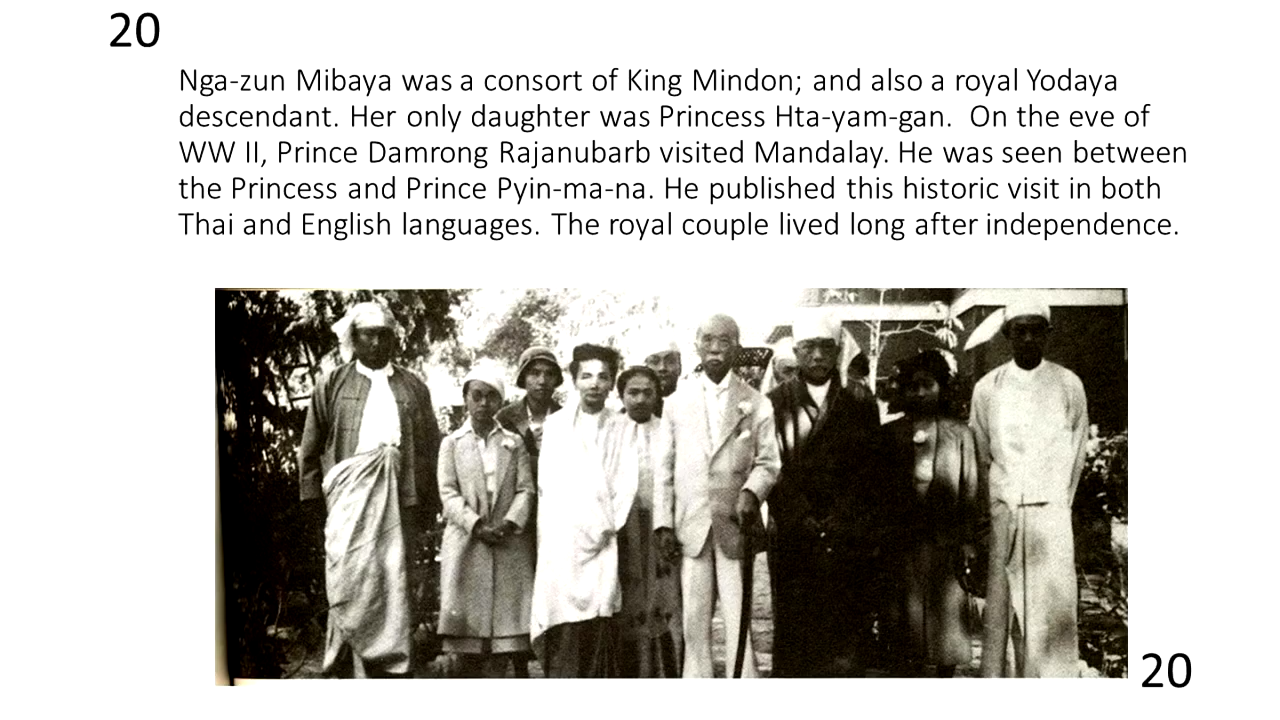 20
Nga-zun Mibaya was a consort of King Mindon; and also a royal Yodaya
descendant. Her only daughter was Princess Hta-yam-gan.  On the eve of
WW II, Prince Damrong Rajanubarb visited Mandalay. He was seen between
the Princess and Prince Pyin-ma-na. He published this historic visit in both
Thai and English languages. The royal couple lived long after independence.
20